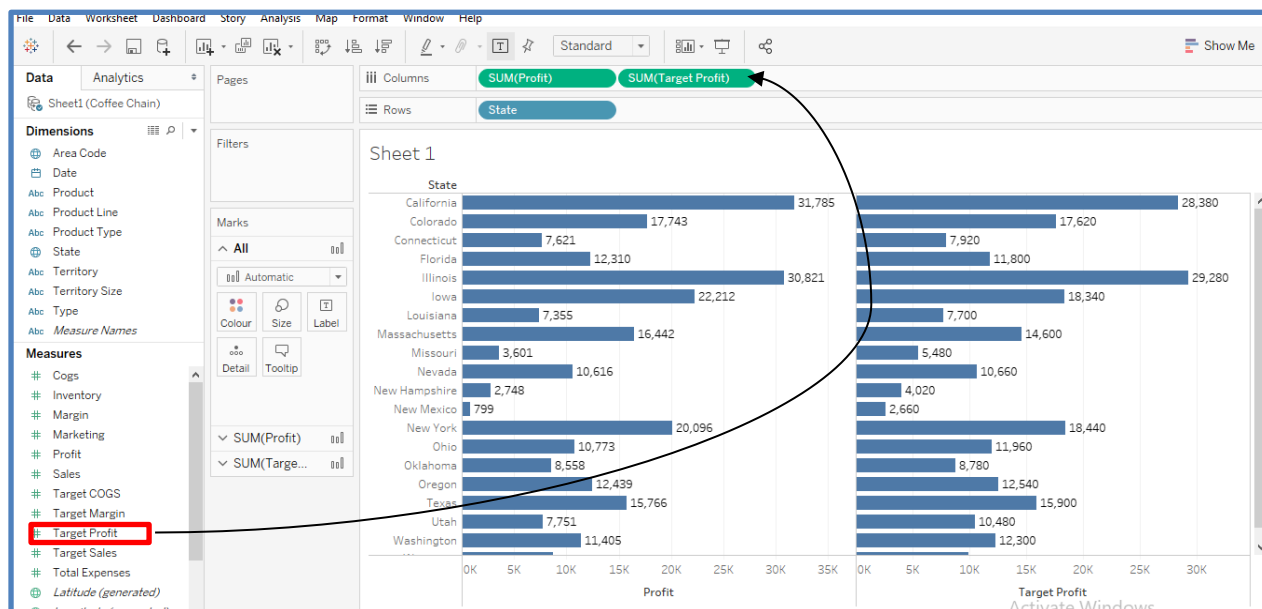 File Data Worksheet Dashboard Story Analysis Map Format Window Help
Standard
Show Me
Data Analytics
Sheet1 (Coffee Chain)
Dimensions
Area Code
Date
Abc Product
Abc Product Line
Abc Product Type
State
Abc Territory
Abc Territory Size
Abc Type
Abc Measure Names
Measures
# Cogs
# Inventory
# Margin
# Marketing
# Profit
# Sales
# Target COGS
# Target Margin
# Target Profit
# Target Sales
# Total Expenses
Latitude (generated)
Pages
Filters
Marks
All
Automatic
Colour Size Label
Detail Tooltip
SUM(Profit)
SUM(Targe...
Columns SUM(Profit) SUM(Target Profit)
Rows State
Sheet 1
State
California 31,785 28,380
Colorado 17,743 17,620
Connecticut 7,621 7,920
Florida 12,310 11,800
Illinois 30,821 29,280
Iowa 22,212 18,340
Louisiana 7,355 7,700
Massachusetts 16,442 14,600
Missouri 3,601 5,480
Nevada 10,616 10,660
New Hampshire 2,748 4,020
New Mexico 799 2,660
New York 20,096 18,440
Ohio 10,773 11,960
Oklahoma 8,558 8,780
Oregon 12,439 12,540
Texas 15,766 15,900
Utah 7,751 10,480
Washington 11,405 12,300
0K 5K 10K 15K 20K 25K 30K 35K 0K 5K 10K 15K 20K 25K 30K
Profit Target Profit
Activate Windows